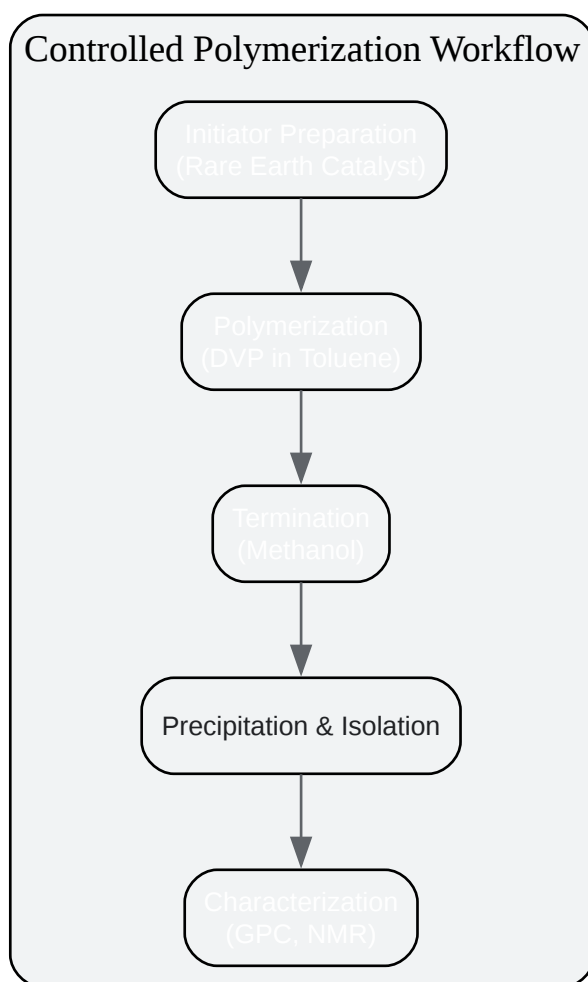 Controlled Polymerization Workflow
Initiator Preparation
(Rare Earth Catalyst)
Polymerization
(DVP in Toluene)
Termination
(Methanol)
Precipitation & Isolation
Characterization
(GPC, NMR)